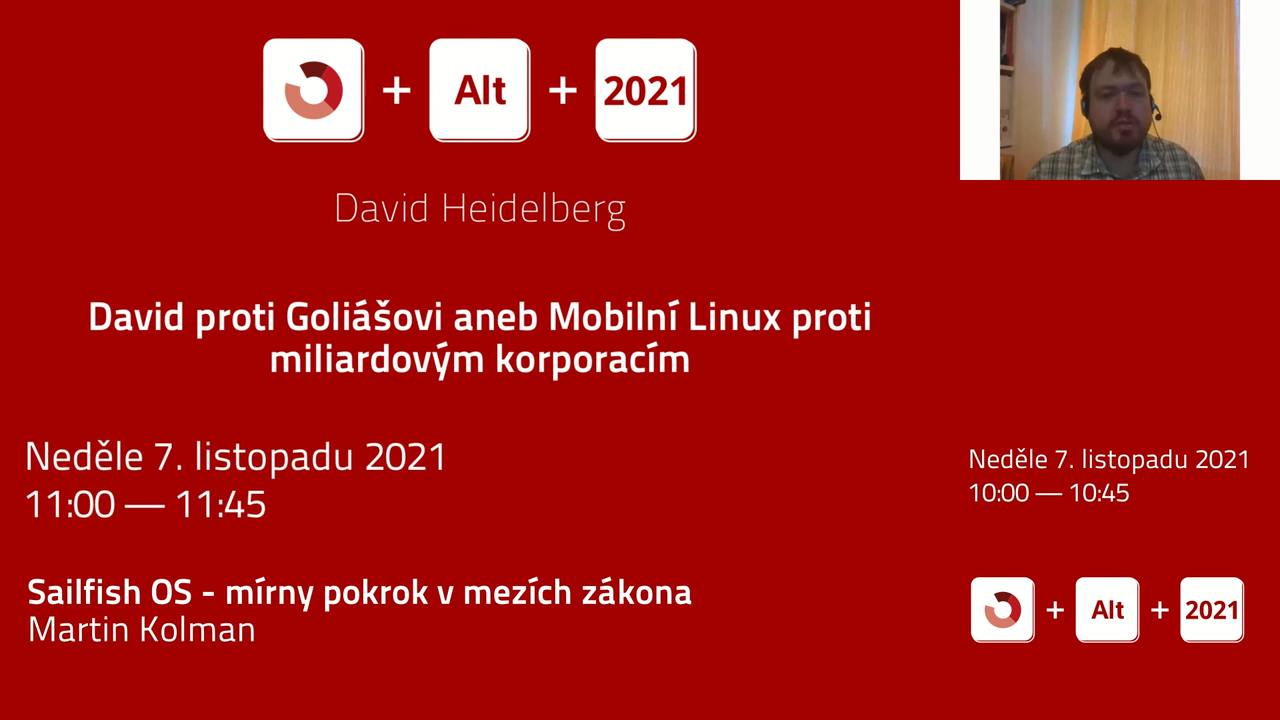 + Alt + 2021
David Heidelberg
David proti Goliášovi aneb Mobilní Linux proti
miliardovým korporacím
Neděle 7. listopadu 2021
11:00 — 11:45
Sailfish OS - mírny pokrok v mezích zákona
Martin Kolman
Neděle 7. listopadu 2021
10:00 — 10:45
+ Alt + 2021